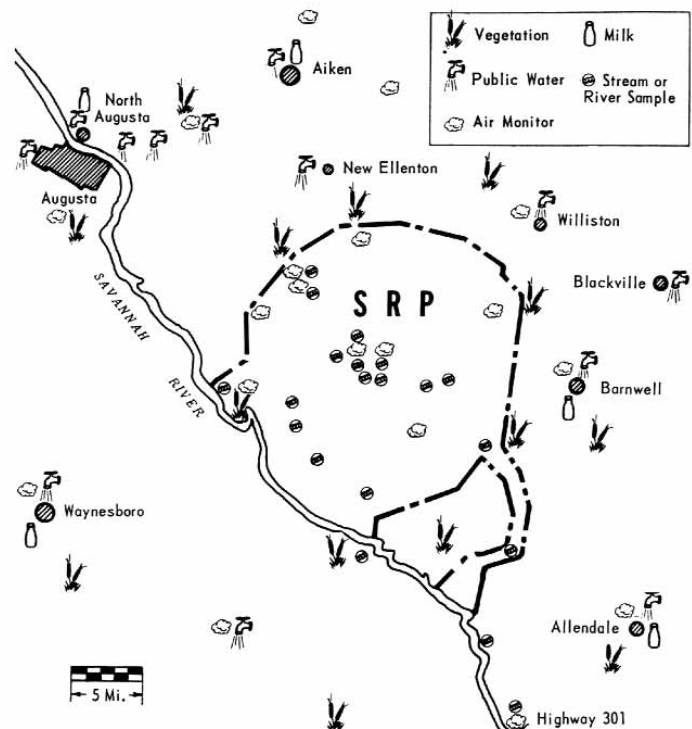 Vegetation
Milk
Public Water
Stream or
River Sample
Air Monitor
Aiken
North
Augusta
New Ellenton
Augusta
Williston
SAVANNAH
RIVER
Blackville
SRP
Barnwell
Waynesboro
Allendale
5 Mi.
Highway 301